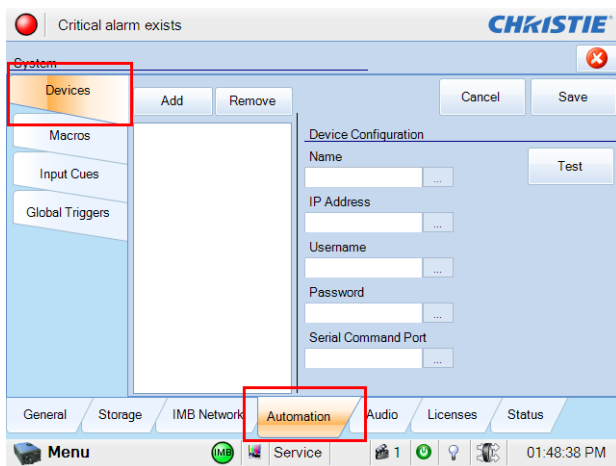 Critical alarm exists
CHRISTIE
System
Devices
Add
Remove
Cancel
Save
Macros
Input Cues
Global Triggers
Device Configuration
Name
...
Test
IP Address
...
Username
...
Password
...
Serial Command Port
...
General
Storage
IMB Network
Automation
Audio
Licenses
Status
Menu
IMB
Service
1
01:48:38 PM